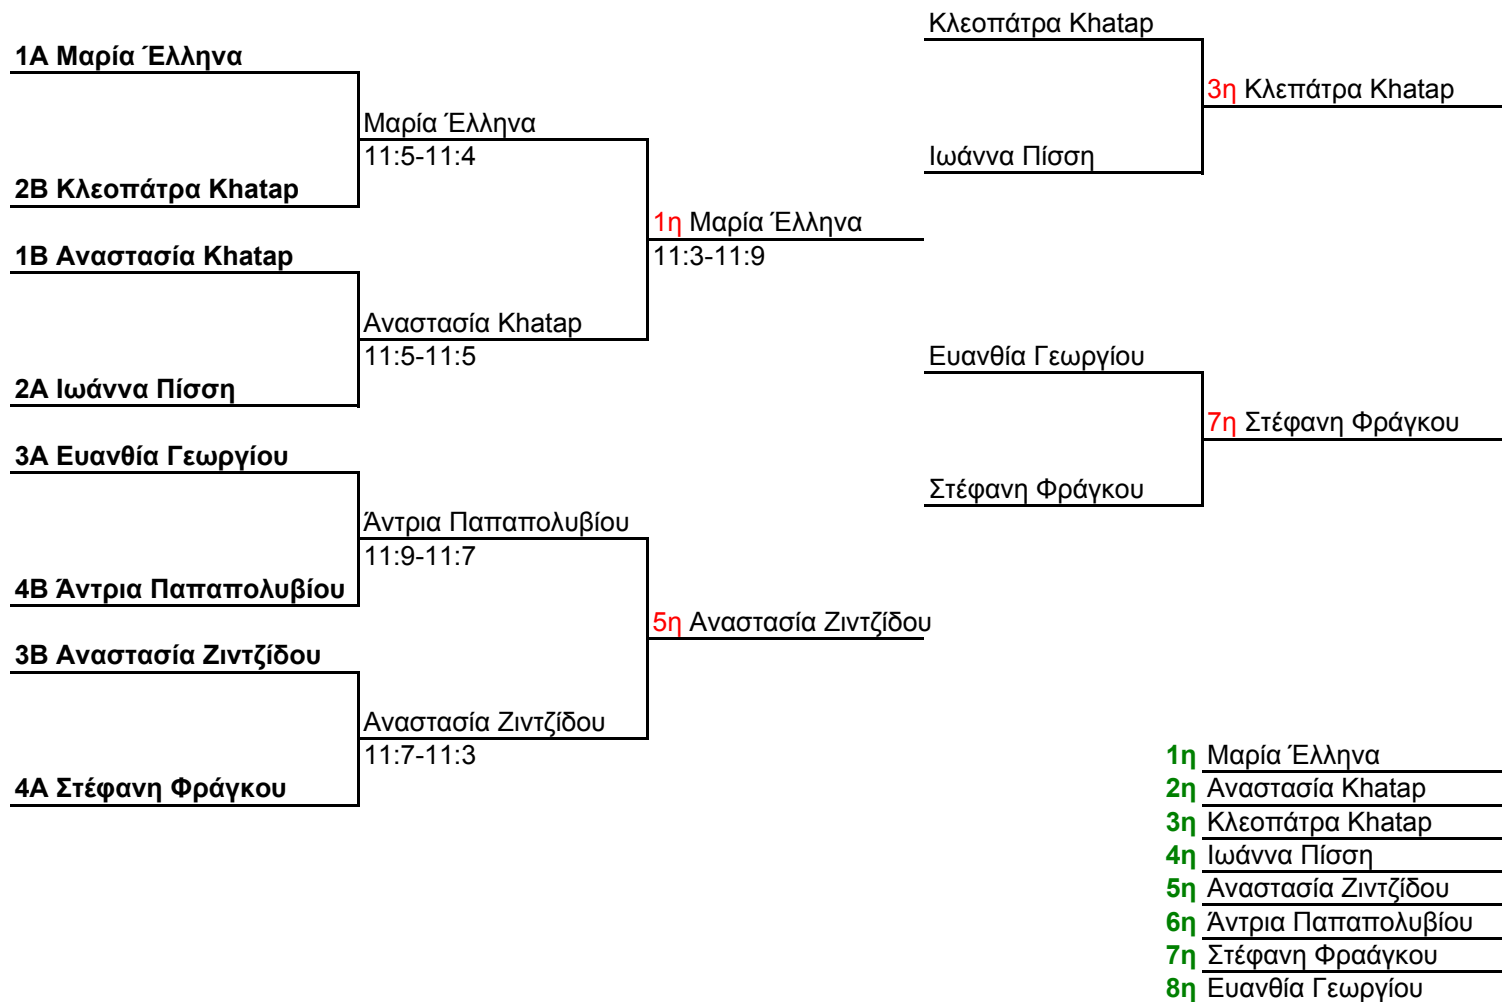 1A Μαρία Έλληνα
2B Κλεοπάτρα Khatap
1B Αναστασία Khatap
2A Ιωάννα Πίσση
3A Ευανθία Γεωργίου
4B Άντρια Παπαπολυβίου
3B Αναστασία Ζιντζίδου
4A Στέφανη Φράγκου
Μαρία Έλληνα
11:5-11:4
Αναστασία Khatap
11:5-11:5
Άντρια Παπαπολυβίου
11:9-11:7
Αναστασία Ζιντζίδου
11:7-11:3
1η Μαρία Έλληνα
11:3-11:9
5η Αναστασία Ζιντζίδου
Κλεοπάτρα Khatap
Ιωάννα Πίσση
3η Κλεπάτρα Khatap
Ευανθία Γεωργίου
Στέφανη Φράγκου
7η Στέφανη Φράγκου
1η Μαρία Έλληνα
2η Αναστασία Khatap
3η Κλεοπάτρα Khatap
4η Ιωάννα Πίσση
5η Αναστασία Ζιντζίδου
6η Άντρια Παπαπολυβίου
7η Στέφανη Φραάγκου
8η Ευανθία Γεωργίου